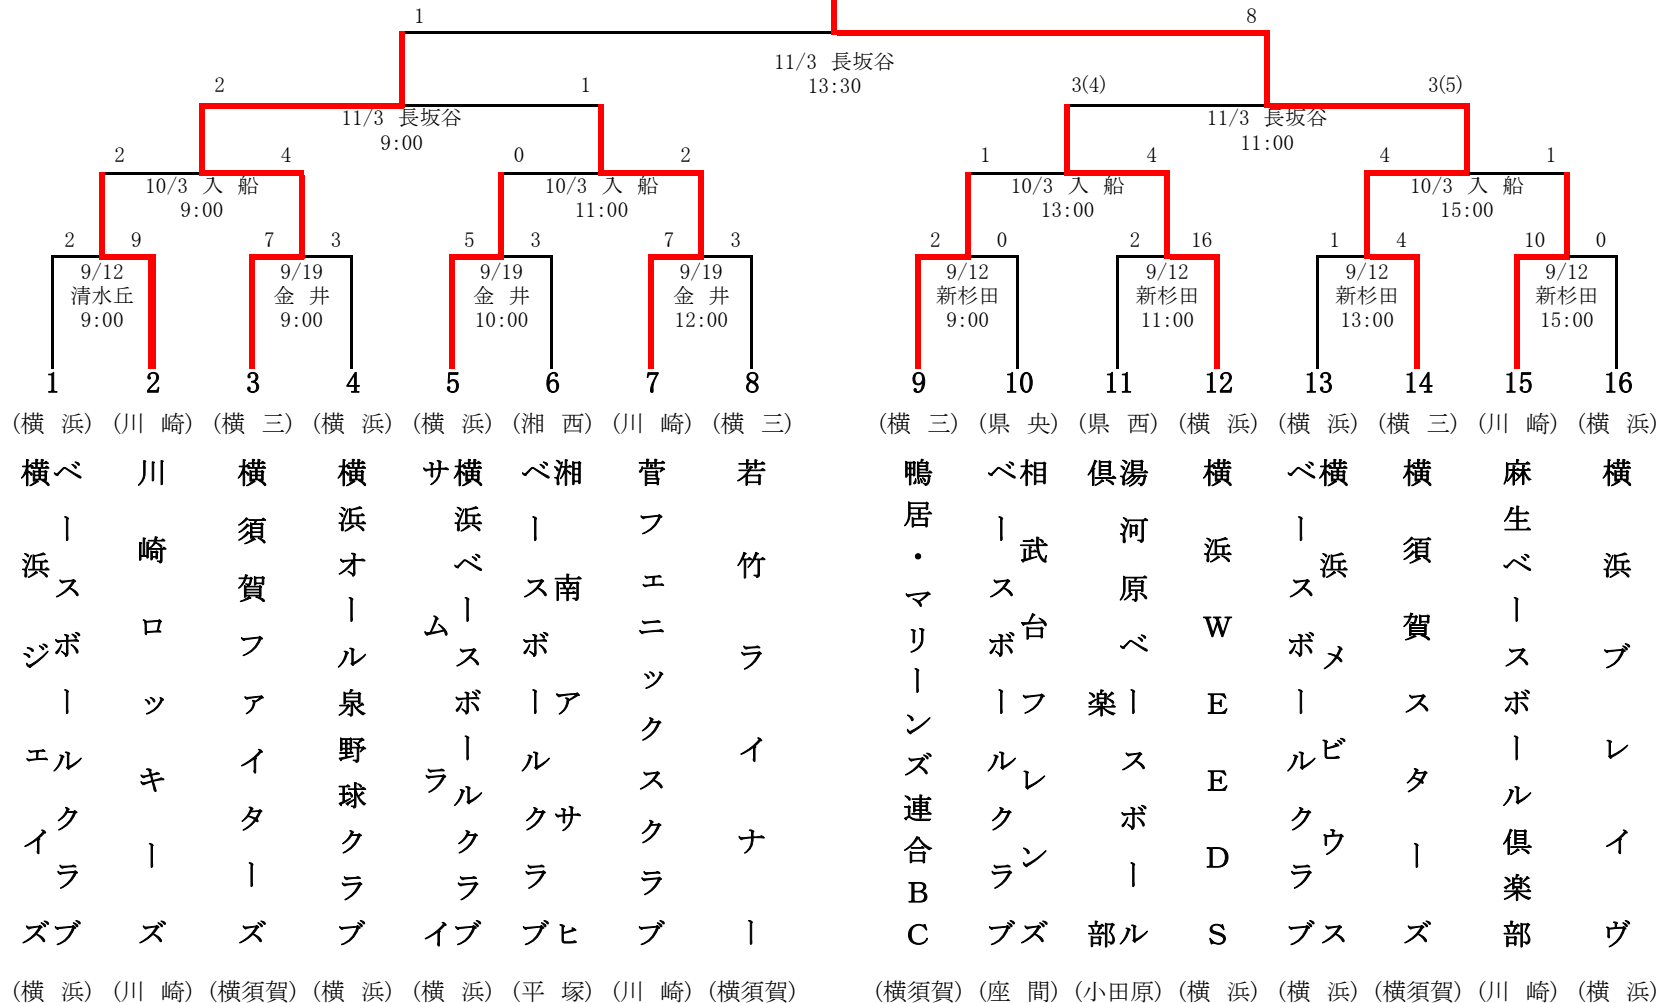 1 8
11/3 長坂谷
13:30
2 1 3(4) 3(5)
11/3 長坂谷 11/3 長坂谷
9:00 11:00
2 4 0 2 1 4 4 1
10/3 入 船 10/3 入 船 10/3 入 船 10/3 入 船
9:00 11:00 13:00 15:00
2 9 7 3 5 3 7 3 2 0 2 16 1 4 10 0
9/12 9/19 9/19 9/19 9/12 9/12 9/12 9/12
清水丘 金 井 金 井 金 井 新杉田 新杉田 新杉田 新杉田
9:00 9:00 10:00 12:00 9:00 11:00 13:00 15:00
1 2 3 4 5 6 7 8 9 10 11 12 13 14 15 16
(横 浜) (川 崎) (横 三) (横 浜) (横 浜) (湘 西) (川 崎) (横 三) (横 三) (県 央) (県 西) (横 浜) (横 浜) (横 三) (川 崎) (横 浜)
横浜ジェイズ
ベースボールクラブ
川崎ロッキーズ
横須賀ファイターズ
横浜オール泉野球クラブ
横浜ベースボールクラブ
サムライ
湘南アサヒ
ベースボールクラブ
菅フェニックスクラブ
若竹ライナー
鴨居・マリーンズ連合BC
相武台フレンズ
ベースボールクラブ
湯河原ベースボール
倶楽部
横浜WEEDS
横浜メビウス
ベースボールクラブ
横須賀スターズ
麻生ベースボール倶楽部
横浜ブレイヴ
(横 浜) (川 崎) (横須賀) (横 浜) (横 浜) (平 塚) (川 崎) (横須賀) (横須賀) (座 間) (小田原) (横 浜) (横 浜) (横須賀) (川 崎) (横 浜)